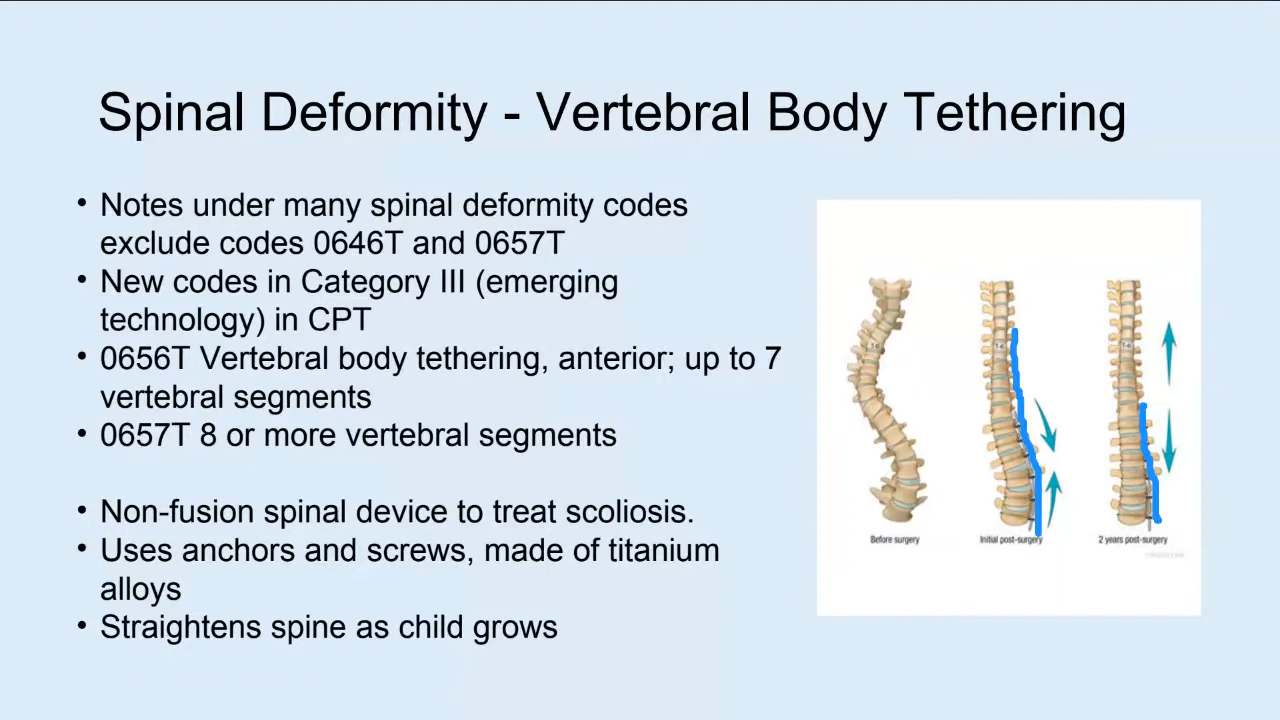 Spinal Deformity - Vertebral Body Tethering
• Notes under many spinal deformity codes
exclude codes 0646T and 0657T
• New codes in Category III (emerging
technology) in CPT
• 0656T Vertebral body tethering, anterior; up to 7
vertebral segments
• 0657T 8 or more vertebral segments
• Non-fusion spinal device to treat scoliosis.
• Uses anchors and screws, made of titanium
alloys
• Straightens spine as child grows
Before surgery
Initial post-surgery
2 years post-surgery